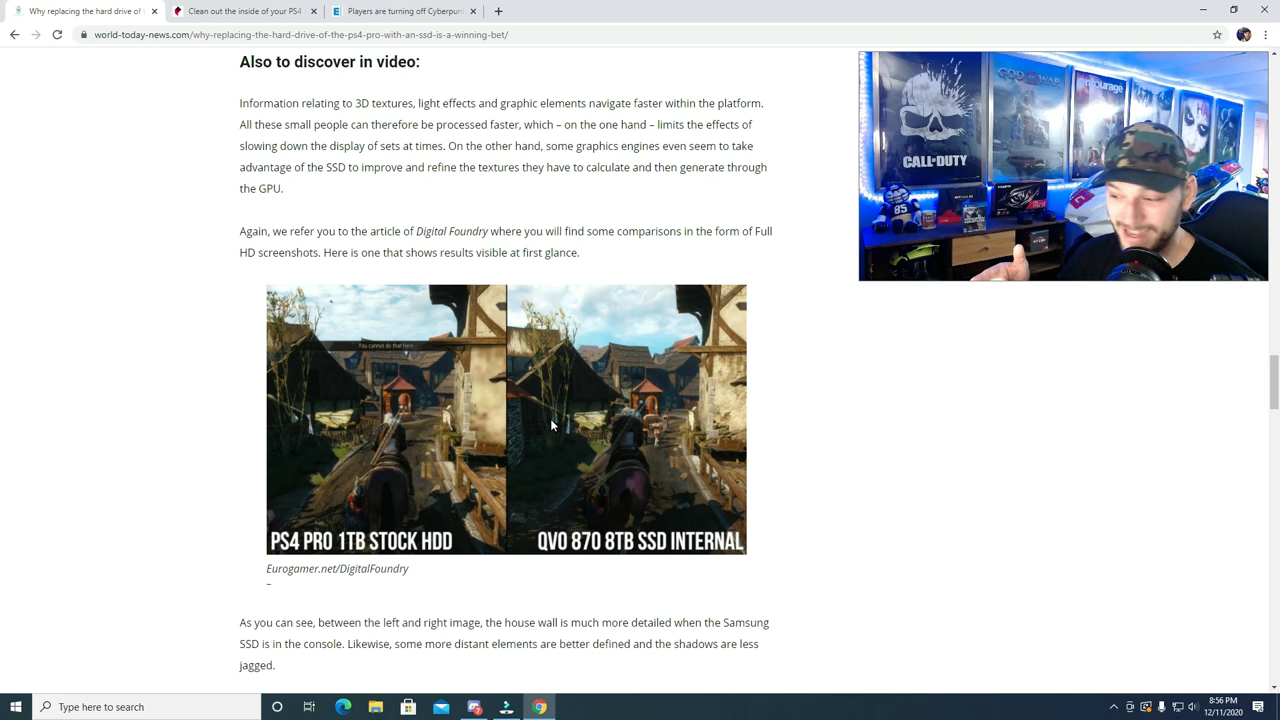 Why replacing the hard drive of t
Clean out the inside of your PS4
Players are turning off Cyberpun
world-today-news.com/why-replacing-the-hard-drive-of-the-ps4-pro-with-an-ssd-is-a-winning-bet/
Also to discover in video:
Information relating to 3D textures, light effects and graphic elements navigate faster within the platform.
All these small people can therefore be processed faster, which – on the one hand – limits the effects of
slowing down the display of sets at times. On the other hand, some graphics engines even seem to take
advantage of the SSD to improve and refine the textures they have to calculate and then generate through
the GPU.
Again, we refer you to the article of Digital Foundry where you will find some comparisons in the form of Full
HD screenshots. Here is one that shows results visible at first glance.
You cannot do that here.
PS4 PRO 1TB STOCK HDD
QVO 870 8TB SSD INTERNAL
Eurogamer.net/DigitalFoundry
–
As you can see, between the left and right image, the house wall is much more detailed when the Samsung
SSD is in the console. Likewise, some more distant elements are better defined and the shadows are less
jagged.
CALL·DUTY
GOD OF WAR
entourage
85
Type here to search
8:56 PM
12/11/2020